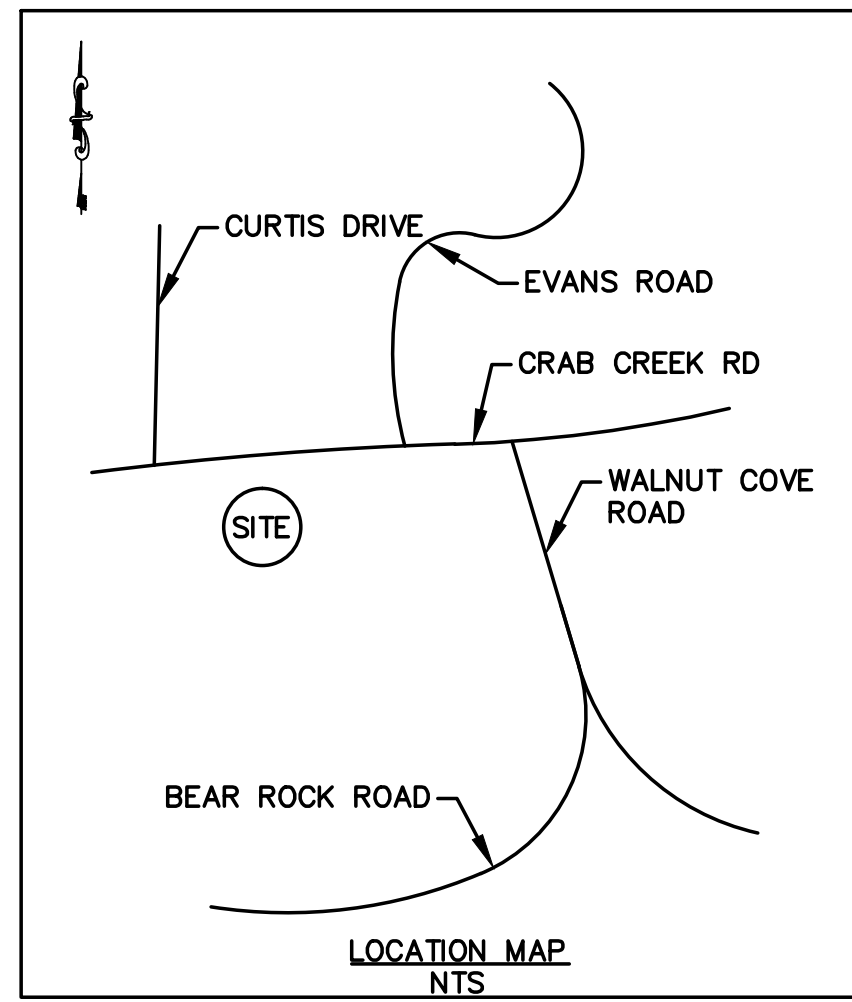 CURTIS DRIVE
EVANS ROAD
CRAB CREEK RD
WALNUT COVE
ROAD
SITE
BEAR ROCK ROAD
LOCATION MAP
NTS